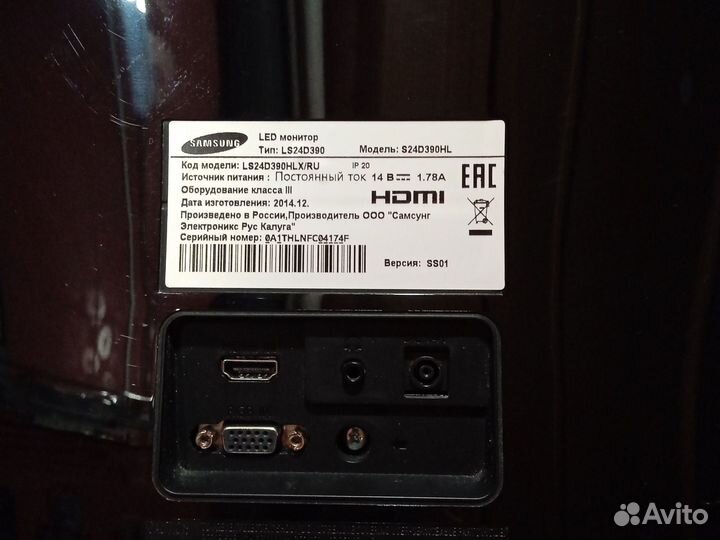 SAMSUNG
LED монитор
Тип: LS24D390 Модель: S24D390HL
Код модели: LS24D390HLX/RU IP 20
Источник питания : Постоянный ток 14 В 1.78A
Оборудование класса III
Дата изготовления: 2014.12.
HDMI
EAC
Произведено в России,Производитель ООО "Самсунг
Электроникс Рус Калуга"
Серийный номер: 0A1THLNFC04174F
Версия: SS01
Avito